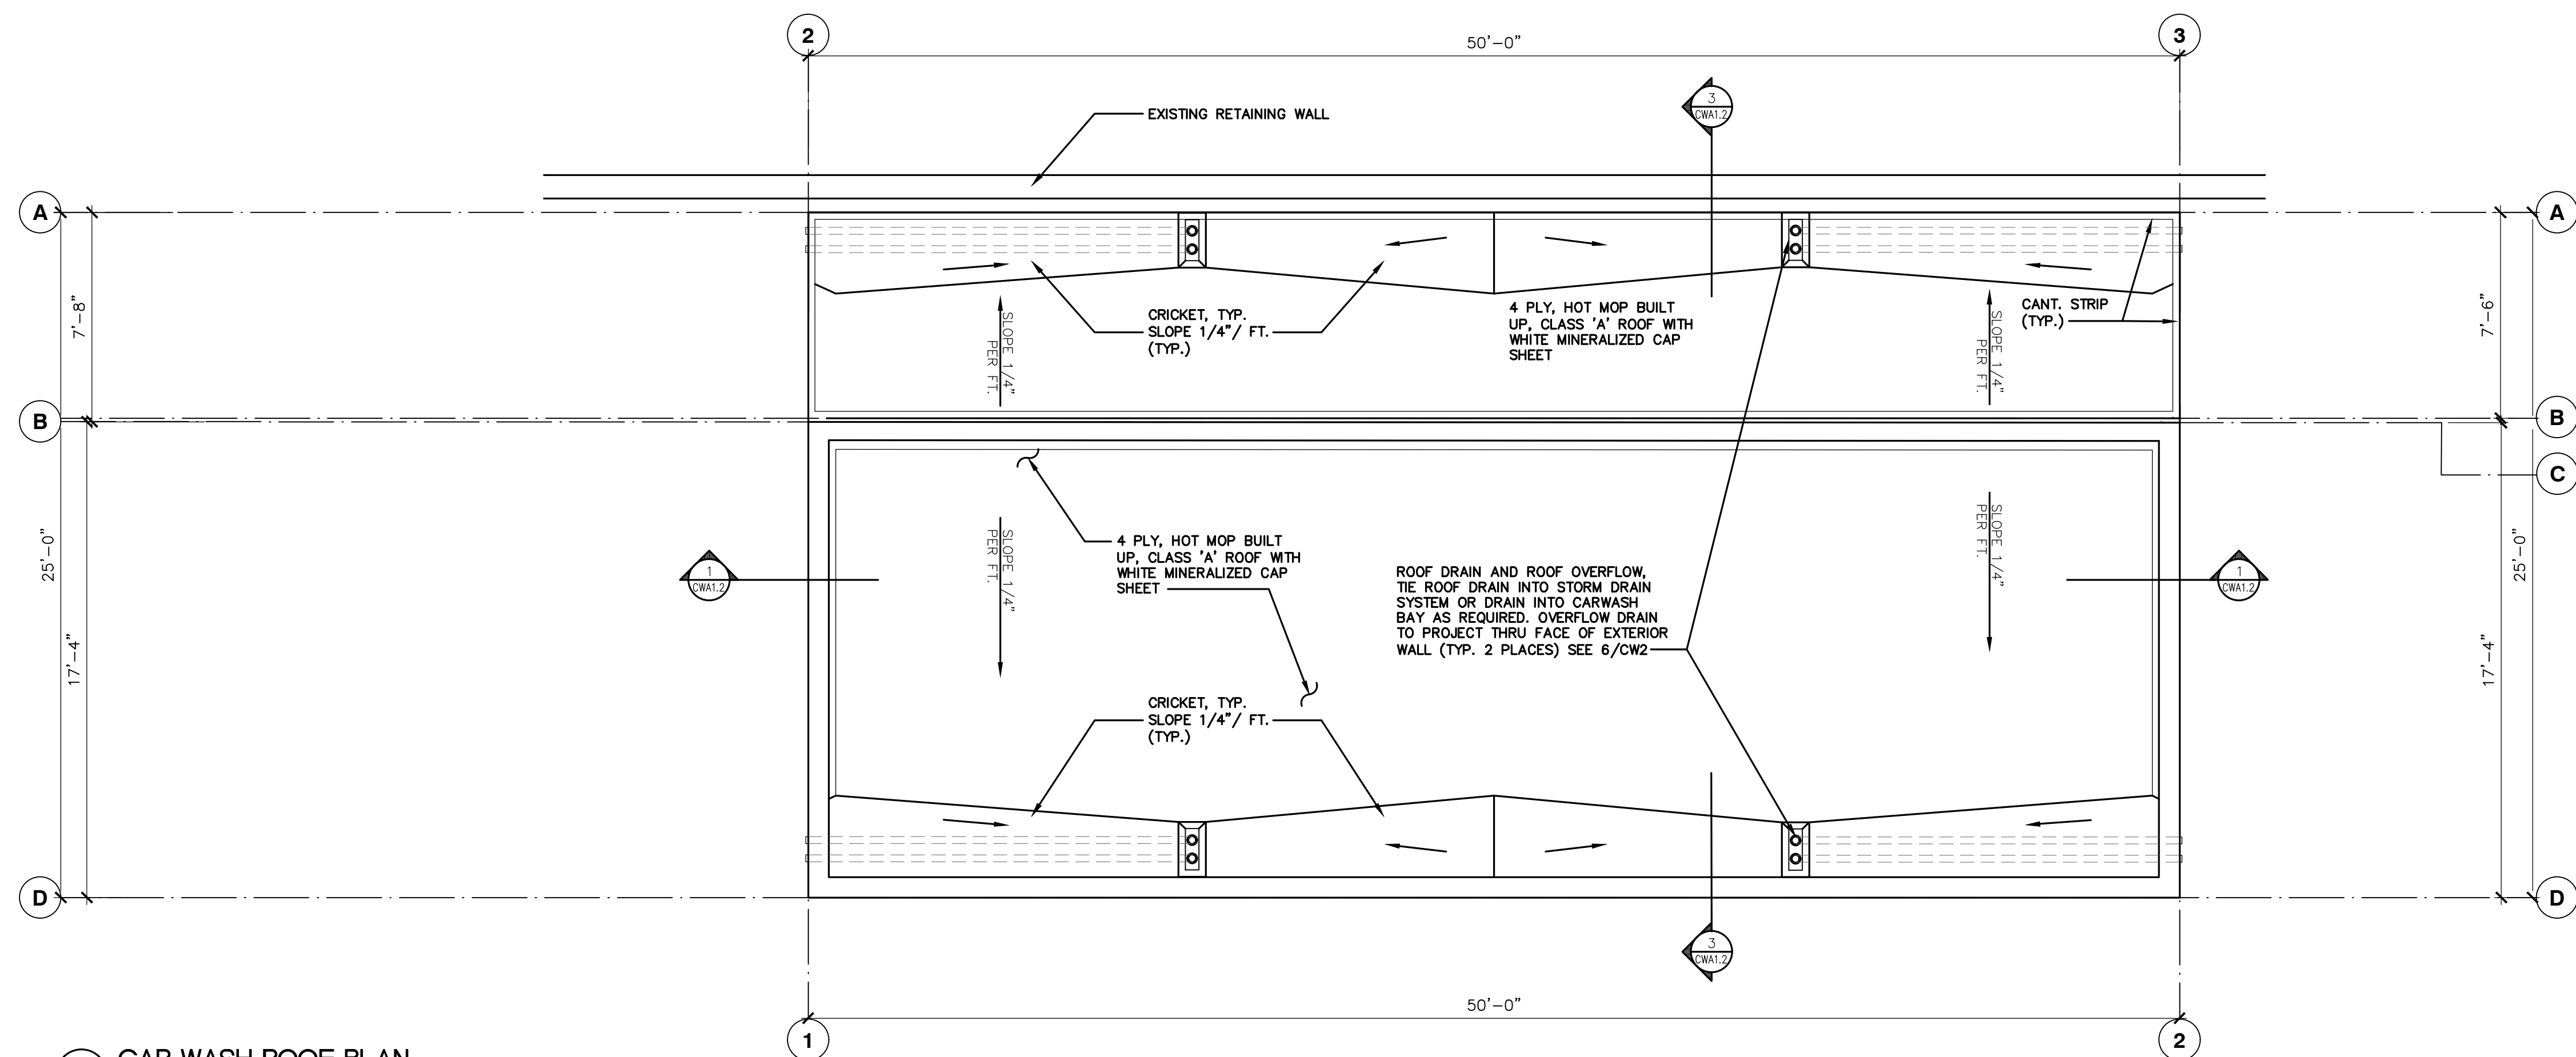 2
3
50'-0"
EXISTING RETAINING WALL
3
CWA1.2
A
A
7'-8"
7'-6"
SLOPE 1/4"
PER FT.
CRICKET, TYP.
SLOPE 1/4"/ FT.
(TYP.)
4 PLY, HOT MOP BUILT
UP, CLASS 'A' ROOF WITH
WHITE MINERALIZED CAP
SHEET
SLOPE 1/4"
PER FT.
CANT. STRIP
(TYP.)
B
B
C
25'-0"
17'-4"
1
CWA1.2
SLOPE 1/4"
PER FT.
4 PLY, HOT MOP BUILT
UP, CLASS 'A' ROOF WITH
WHITE MINERALIZED CAP
SHEET
ROOF DRAIN AND ROOF OVERFLOW,
TIE ROOF DRAIN INTO STORM DRAIN
SYSTEM OR DRAIN INTO CARWASH
BAY AS REQUIRED. OVERFLOW DRAIN
TO PROJECT THRU FACE OF EXTERIOR
WALL (TYP. 2 PLACES) SEE 6/CW2
SLOPE 1/4"
PER FT.
1
CWA1.2
17'-4"
25'-0"
CRICKET, TYP.
SLOPE 1/4"/ FT.
(TYP.)
D
D
3
CWA1.2
50'-0"
1
2
CAR WASH ROOF PLAN